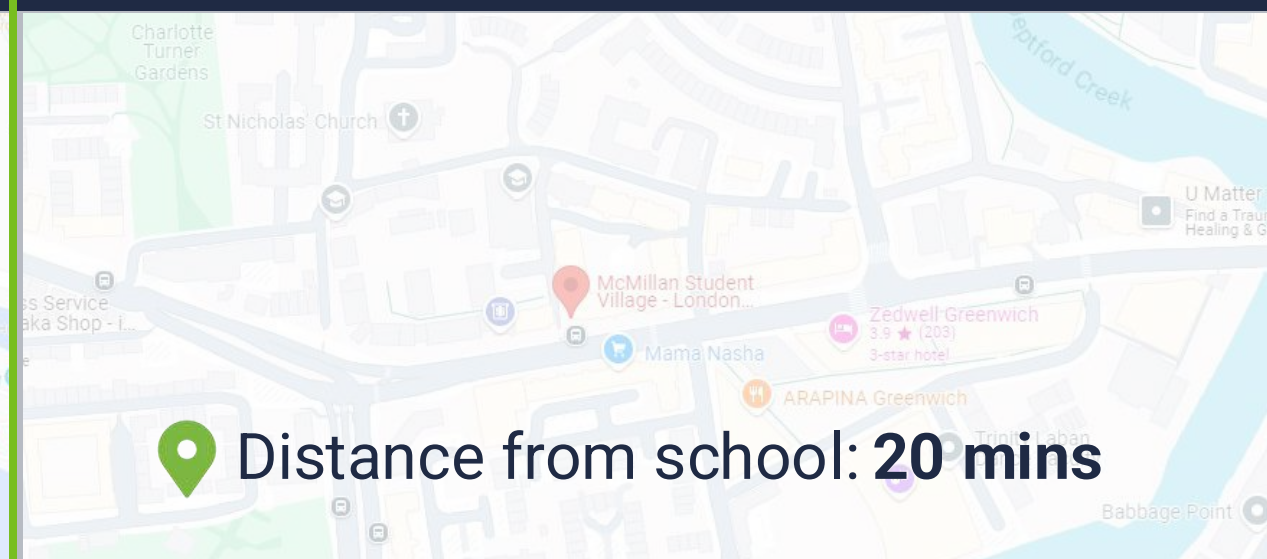 Charlotte
Turner
Gardens
eptford Creek
St Nicholas' Church
U Matter
Find a Trau
Healing & G
McMillan Student
Village - London...
ss Service
aka Shop - i...
Zedwell Greenwich
3.9 ★ (203)
3-star hotel
Mama Nasha
e
ARAPINA Greenwich
Trinity Laban
Distance from school: 20 mins
Babbage Point